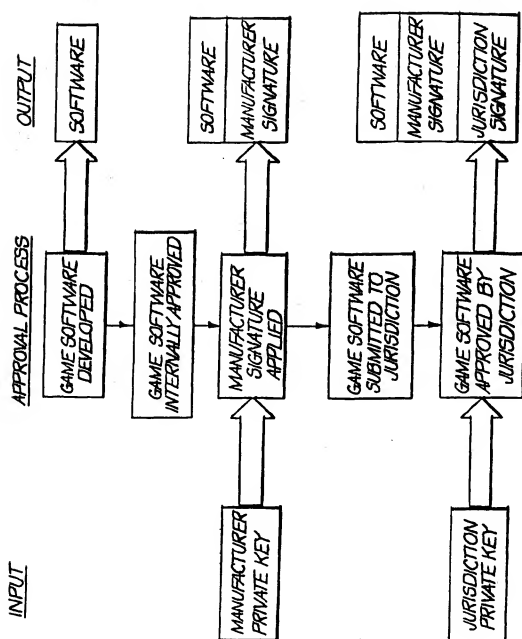 INPUT
APPROVAL PROCESS
OUTPUT
GAME SOFTWARE
DEVELOPED
SOFTWARE
GAME SOFTWARE
INTERNALLY APPROVED
MANUFACTURER
PRIVATE KEY
MANUFACTURER
SIGNATURE
APPLIED
SOFTWARE
MANUFACTURER
SIGNATURE
GAME SOFTWARE
SUBMITTED TO
JURISDICTION
JURISDICTION
PRIVATE KEY
GAME SOFTWARE
APPROVED BY
JURISDICTION
SOFTWARE
MANUFACTURER
SIGNATURE
JURISDICTION
SIGNATURE